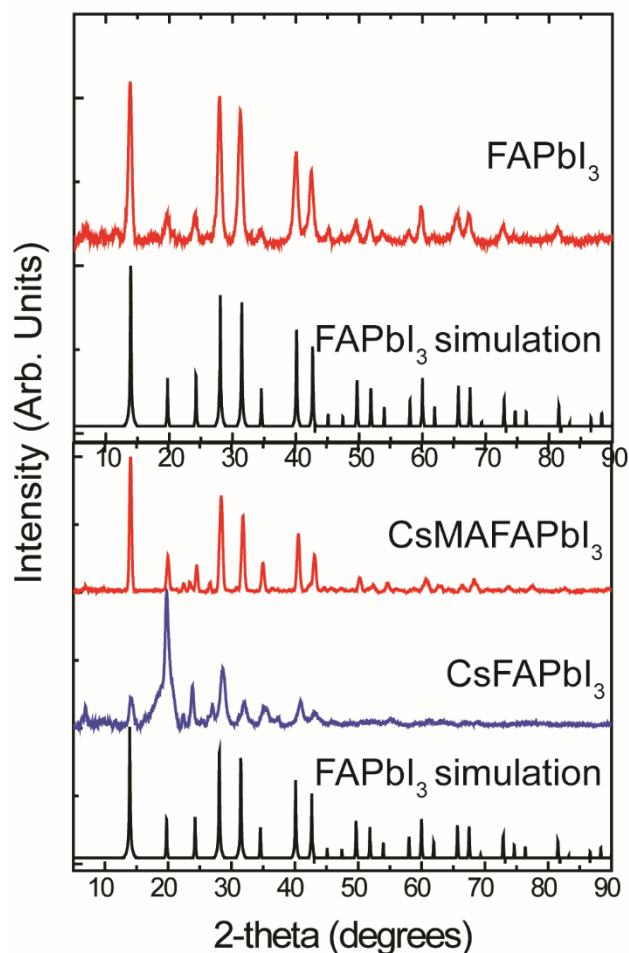 FAPbI₃
FAPbI₃ simulation
10 20 30 40 50 60 70 80 90
CsMAFAPbI₃
CsFAPbI₃
FAPbI₃ simulation
10 20 30 40 50 60 70 80 90
2-theta (degrees)
Intensity (Arb. Units)